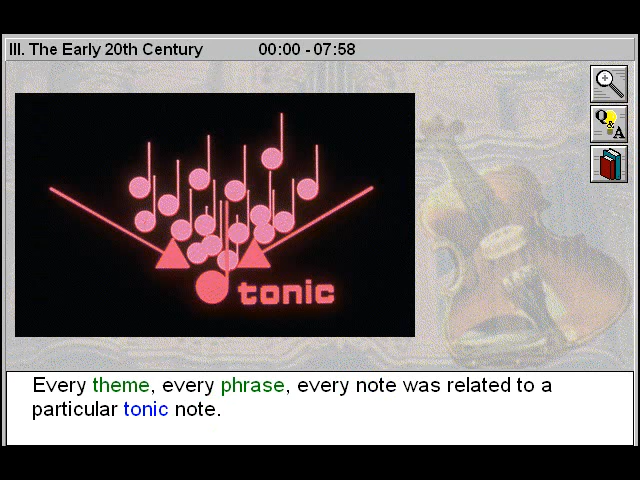 III. The Early 20th Century 00:00 - 07:58
Q&A
tonic
Every theme, every phrase, every note was related to a
particular tonic note.